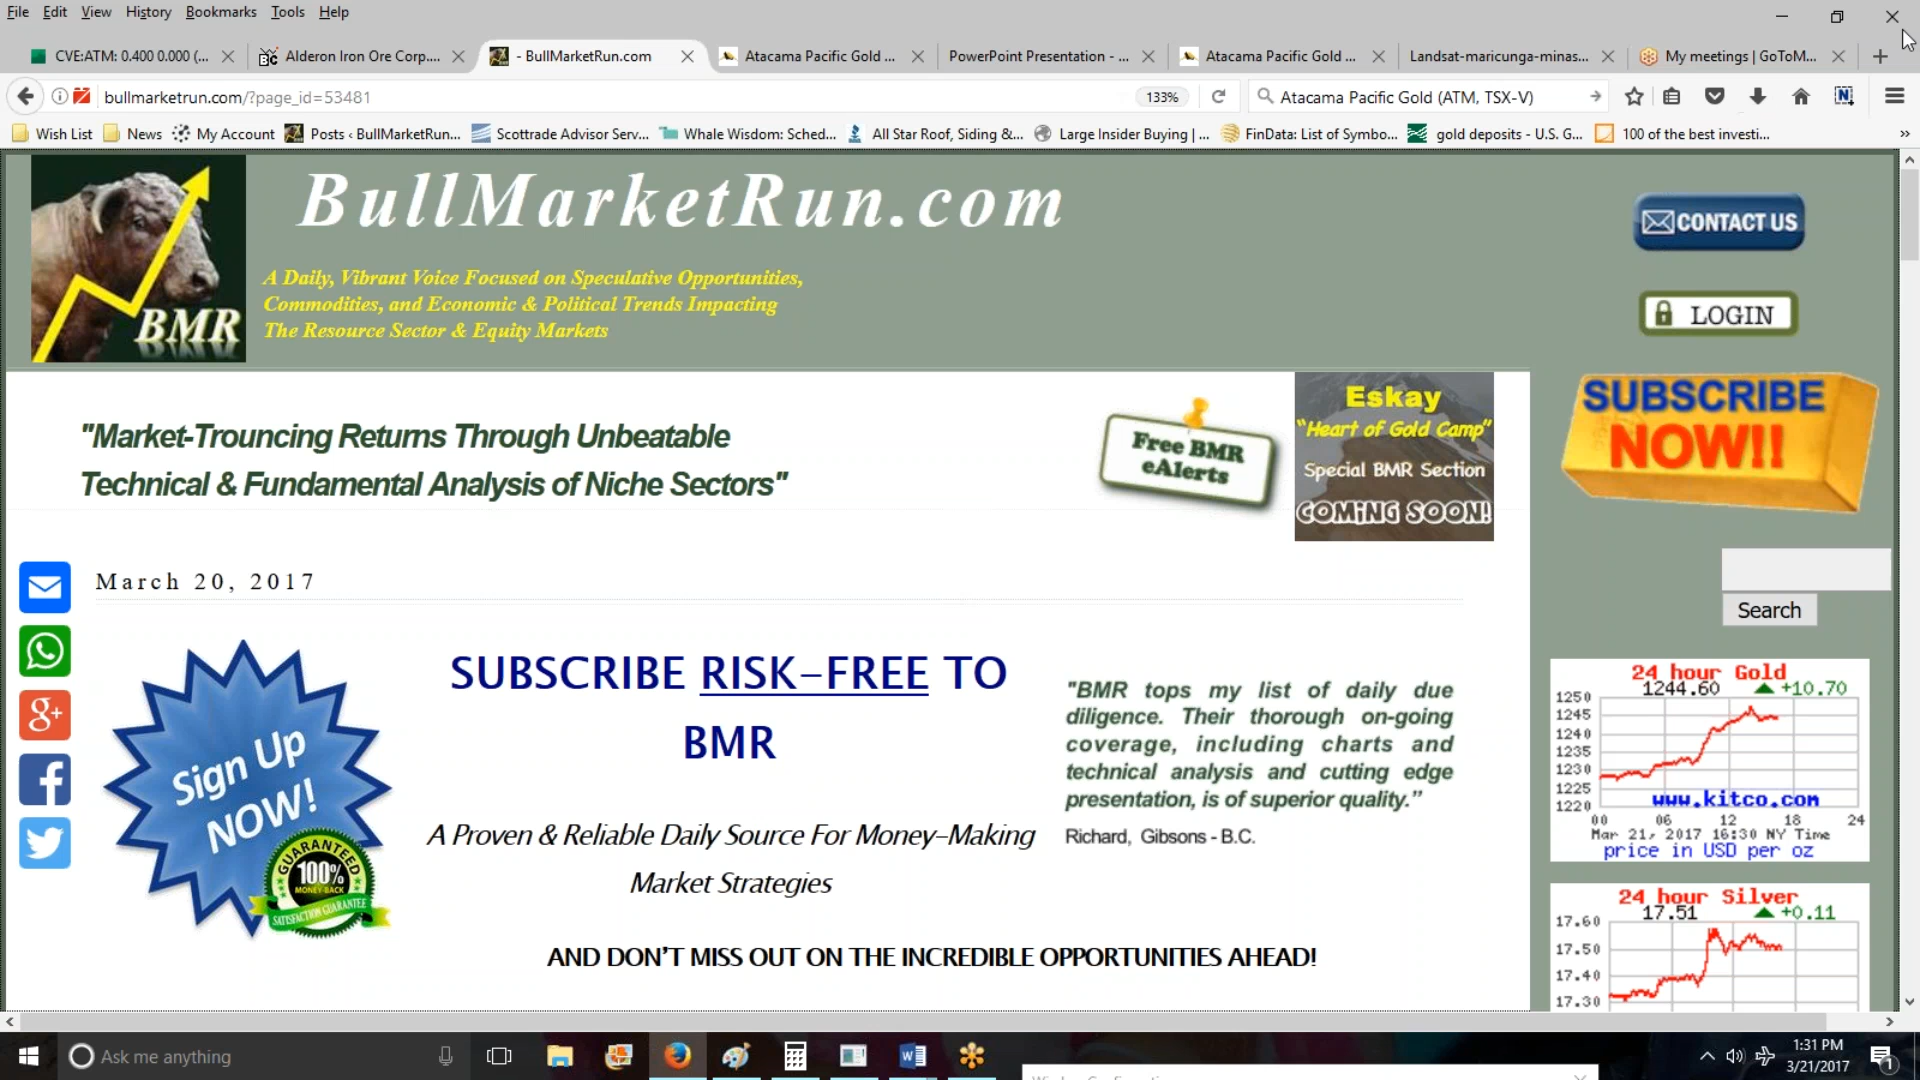 File Edit View History Bookmarks Tools Help
CVE:ATM: 0.400 0.000 (...
Alderon Iron Ore Corp....
- BullMarketRun.com
Atacama Pacific Gold ...
PowerPoint Presentation - ...
Atacama Pacific Gold ...
Landsat-maricunga-minas...
My meetings | GoToM...
bullmarketrun.com/?page_id=53481
133%
Atacama Pacific Gold (ATM, TSX-V)
Wish List
News
My Account
Posts ‹ BullMarketRun...
Scottrade Advisor Serv...
Whale Wisdom: Sched...
All Star Roof, Siding &...
Large Insider Buying | ...
FinData: List of Symbo...
gold deposits - U.S. G...
100 of the best investi...
BMR
BullMarketRun.com
A Daily, Vibrant Voice Focused on Speculative Opportunities,
Commodities, and Economic & Political Trends Impacting
The Resource Sector & Equity Markets
CONTACT US
LOGIN
SUBSCRIBE
NOW!!
"Market-Trouncing Returns Through Unbeatable
Technical & Fundamental Analysis of Niche Sectors"
Free BMR
eAlerts
Eskay
"Heart of Gold Camp"
Special BMR Section
COMING SOON!
March 20, 2017
Search
Sign Up
NOW!
GUARANTEED
100%
MONEY-BACK
SATISFACTION GUARANTEE
SUBSCRIBE RISK-FREE TO
BMR
A Proven & Reliable Daily Source For Money-Making
Market Strategies
"BMR tops my list of daily due
diligence. Their thorough on-going
coverage, including charts and
technical analysis and cutting edge
presentation, is of superior quality."
Richard, Gibsons - B.C.
AND DON'T MISS OUT ON THE INCREDIBLE OPPORTUNITIES AHEAD!
24 hour Gold
1244.60 +10.70
1250
1245
1240
1235
1230
1225
1220
www.kitco.com
00 06 12 18 24
Mar 21, 2017 16:30 NY Time
price in USD per oz
24 hour Silver
17.51 +0.11
17.60
17.50
17.40
17.30
Ask me anything
1:31 PM
3/21/2017
1